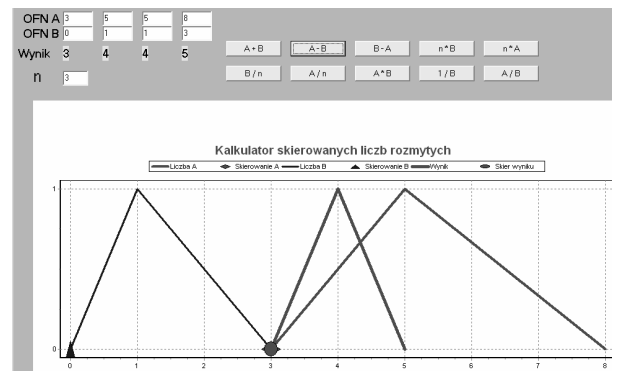 OFN A 3 5 5 8
OFN B 0 1 1 3
Wynik 3 4 4 5
n 3
A+B A-B B-A n*B n*A
B/n A/n A*B 1/B A/B
Kalkulator skierowanych liczb rozmytych
Liczba A Skierowanie A Liczba B Skierowanie B Wynik Skier wyniku
1
0
0 1 2 3 4 5 6 7 8